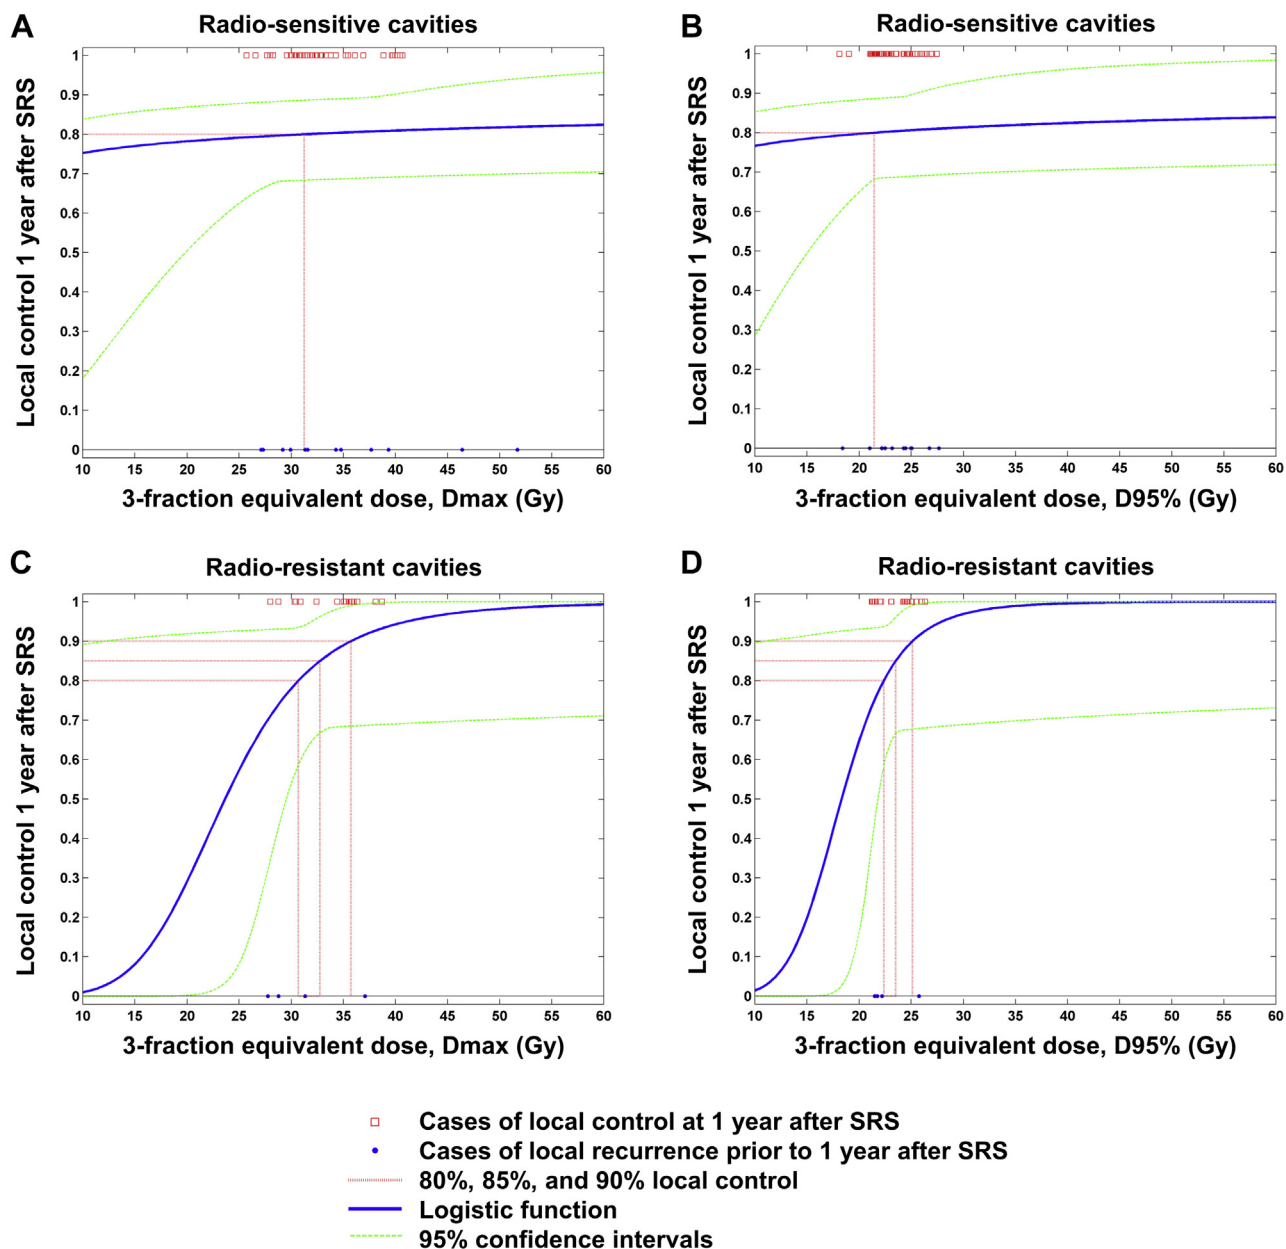 A
Radio-sensitive cavities
Local control 1 year after SRS
1
0.9
0.8
0.7
0.6
0.5
0.4
0.3
0.2
0.1
0
10 15 20 25 30 35 40 45 50 55 60
3-fraction equivalent dose, Dmax (Gy)
B
Radio-sensitive cavities
Local control 1 year after SRS
1
0.9
0.8
0.7
0.6
0.5
0.4
0.3
0.2
0.1
0
10 15 20 25 30 35 40 45 50 55 60
3-fraction equivalent dose, D95% (Gy)
C
Radio-resistant cavities
Local control 1 year after SRS
1
0.9
0.8
0.7
0.6
0.5
0.4
0.3
0.2
0.1
0
10 15 20 25 30 35 40 45 50 55 60
3-fraction equivalent dose, Dmax (Gy)
D
Radio-resistant cavities
Local control 1 year after SRS
1
0.9
0.8
0.7
0.6
0.5
0.4
0.3
0.2
0.1
0
10 15 20 25 30 35 40 45 50 55 60
3-fraction equivalent dose, D95% (Gy)
Cases of local control at 1 year after SRS
Cases of local recurrence prior to 1 year after SRS
80%, 85%, and 90% local control
Logistic function
95% confidence intervals